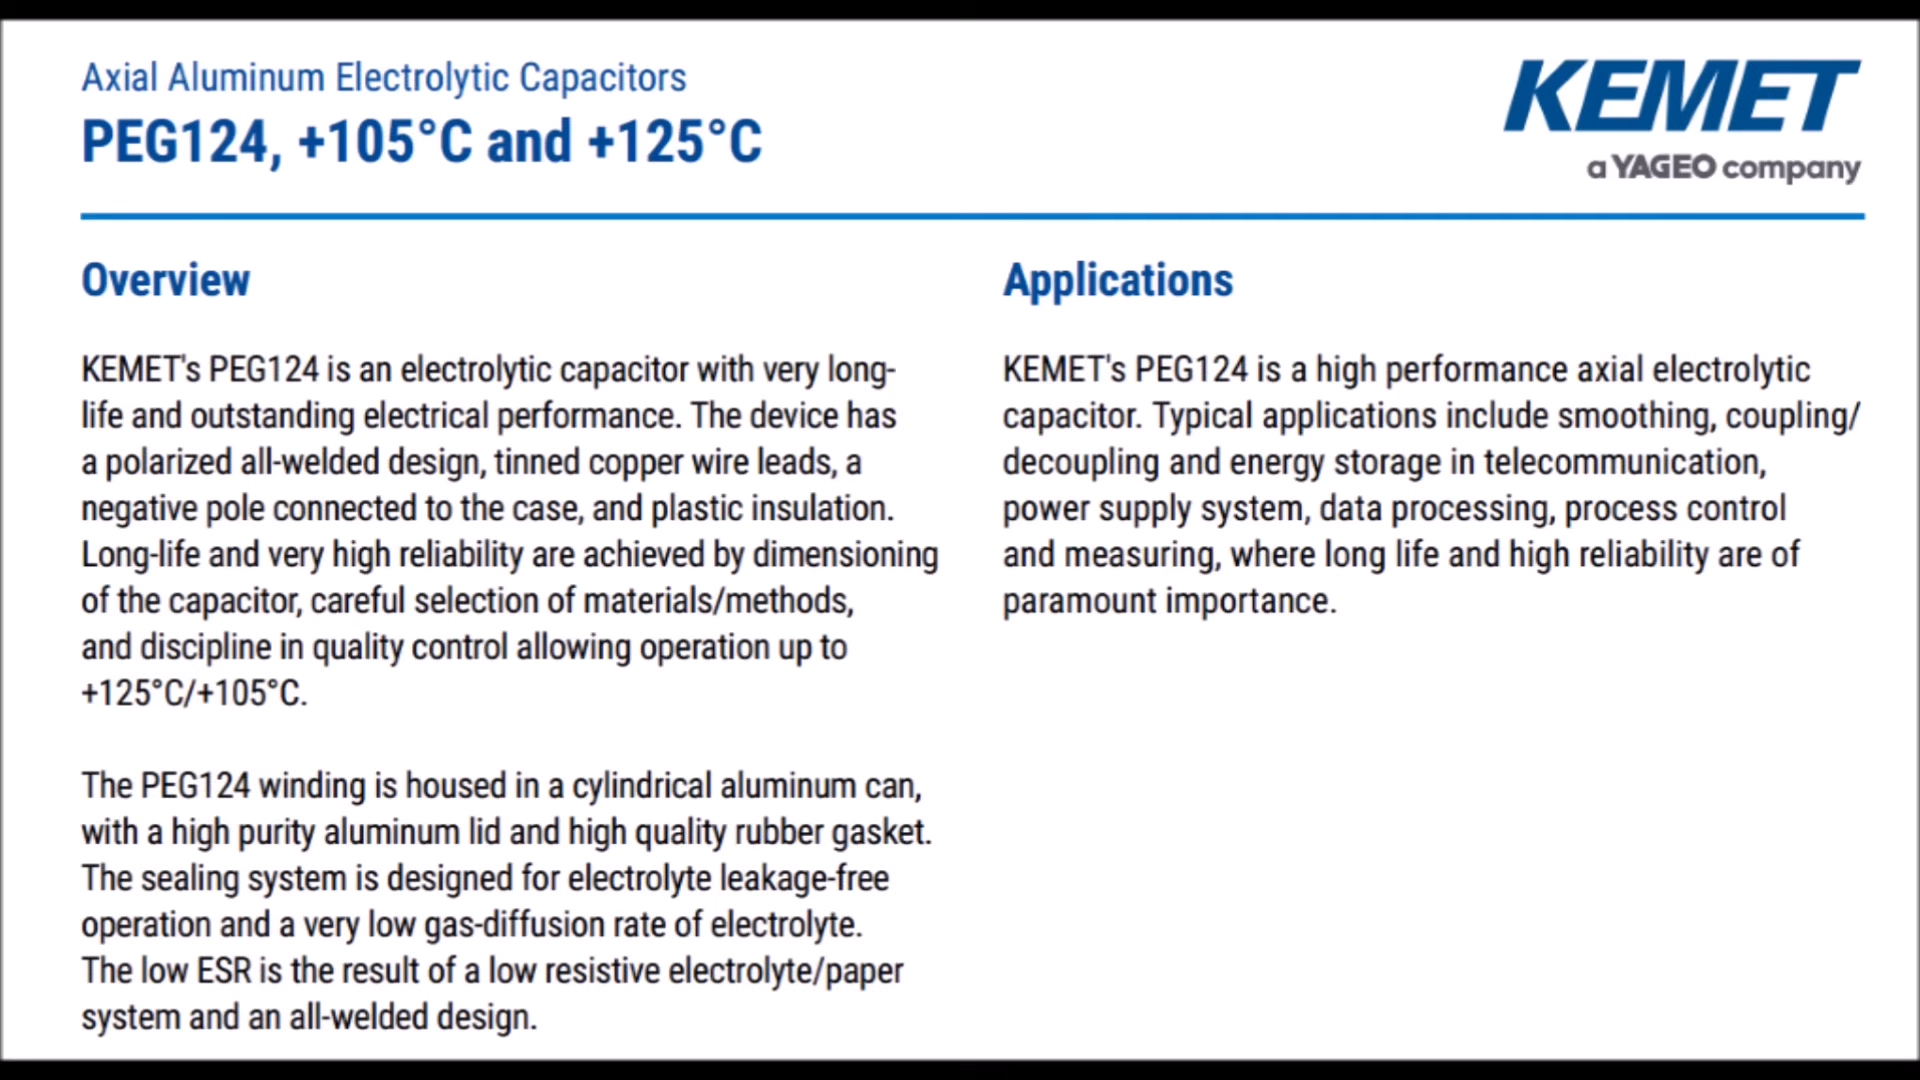 Axial Aluminum Electrolytic Capacitors
PEG124, +105°C and +125°C
KEMET
a YAGEO company
Overview
KEMET's PEG124 is an electrolytic capacitor with very long-
life and outstanding electrical performance. The device has
a polarized all-welded design, tinned copper wire leads, a
negative pole connected to the case, and plastic insulation.
Long-life and very high reliability are achieved by dimensioning
of the capacitor, careful selection of materials/methods,
and discipline in quality control allowing operation up to
+125°C/+105°C.
The PEG124 winding is housed in a cylindrical aluminum can,
with a high purity aluminum lid and high quality rubber gasket.
The sealing system is designed for electrolyte leakage-free
operation and a very low gas-diffusion rate of electrolyte.
The low ESR is the result of a low resistive electrolyte/paper
system and an all-welded design.
Applications
KEMET's PEG124 is a high performance axial electrolytic
capacitor. Typical applications include smoothing, coupling/
decoupling and energy storage in telecommunication,
power supply system, data processing, process control
and measuring, where long life and high reliability are of
paramount importance.